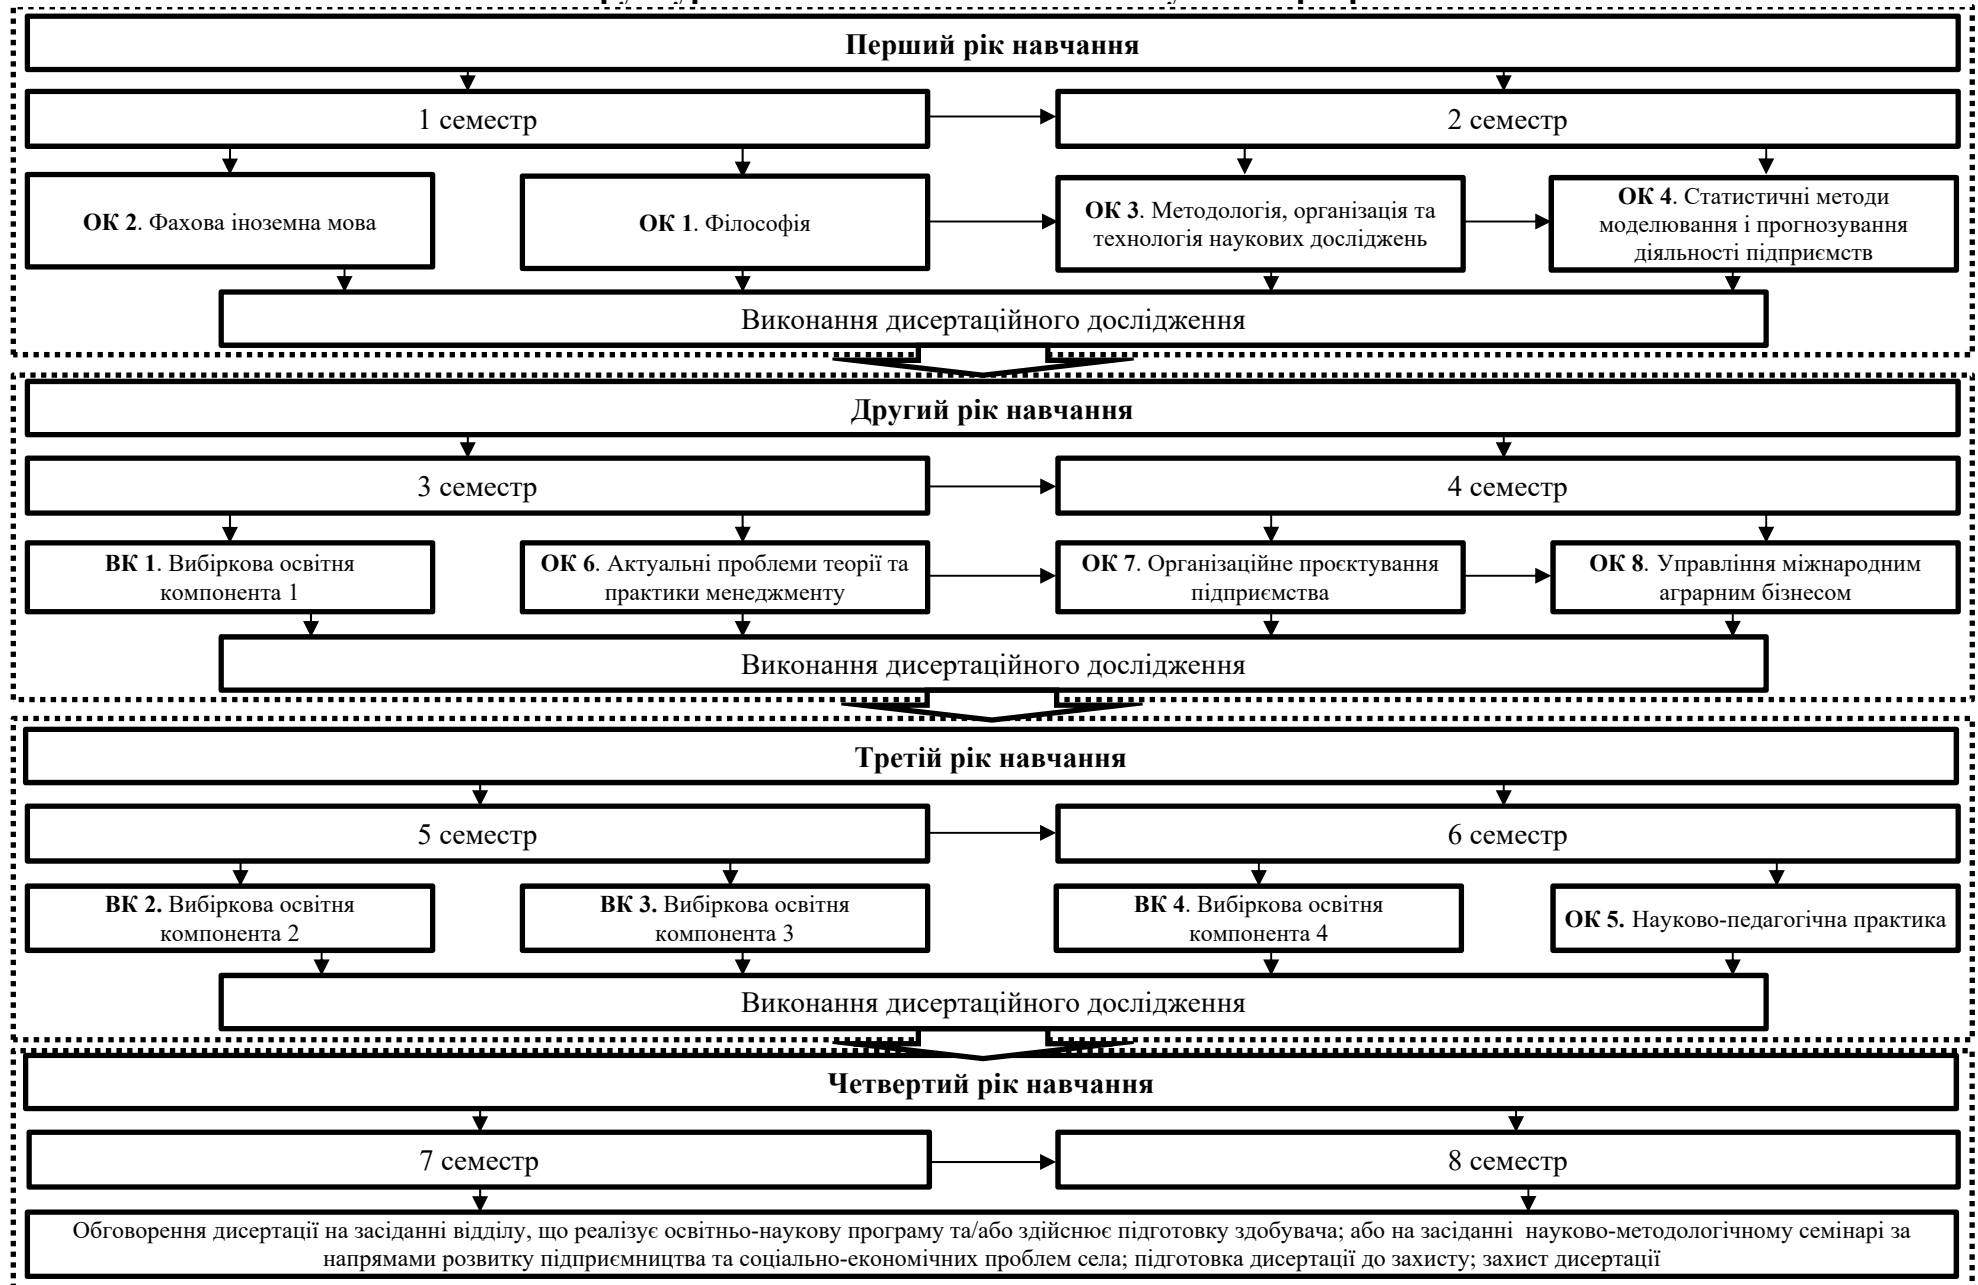 Перший рік навчання
1 семестр
2 семестр
ОК 2. Фахова іноземна мова
ОК 1. Філософія
ОК 3. Методологія, організація та
технологія наукових досліджень
ОК 4. Статистичні методи
моделювання і прогнозування
діяльності підприємств
Виконання дисертаційного дослідження
Другий рік навчання
3 семестр
4 семестр
ВК 1. Вибіркова освітня
компонента 1
ОК 6. Актуальні проблеми теорії та
практики менеджменту
ОК 7. Організаційне проєктування
підприємства
ОК 8. Управління міжнародним
аграрним бізнесом
Виконання дисертаційного дослідження
Третій рік навчання
5 семестр
6 семестр
ВК 2. Вибіркова освітня
компонента 2
ВК 3. Вибіркова освітня
компонента 3
ВК 4. Вибіркова освітня
компонента 4
ОК 5. Науково-педагогічна практика
Виконання дисертаційного дослідження
Четвертий рік навчання
7 семестр
8 семестр
Обговорення дисертації на засіданні відділу, що реалізує освітньо-наукову програму та/або здійснює підготовку здобувача; або на засіданні науково-методологічному семінарі за
напрямами розвитку підприємництва та соціально-економічних проблем села; підготовка дисертації до захисту; захист дисертації